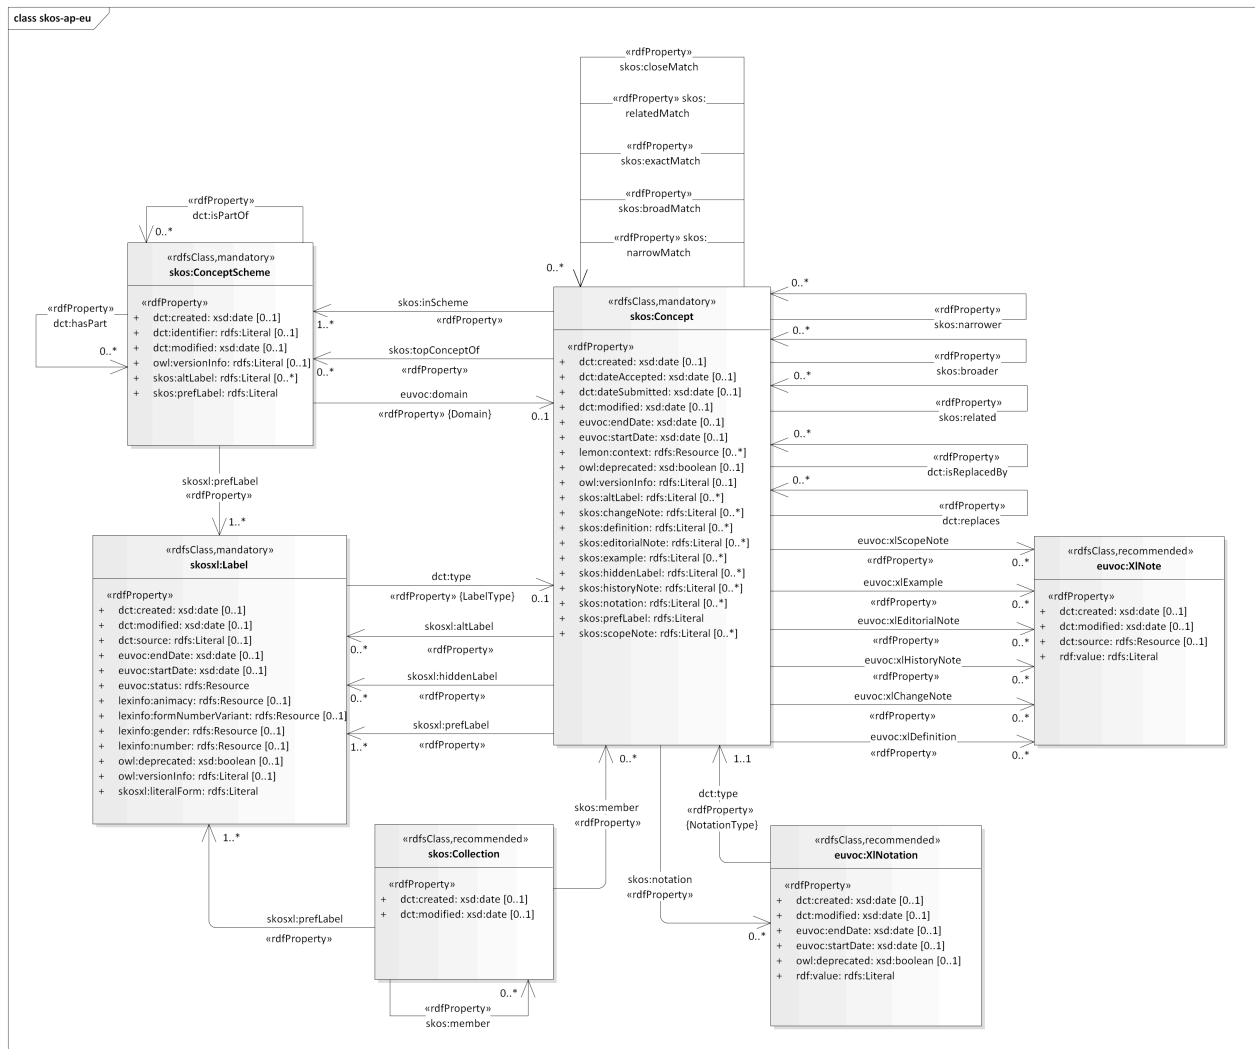 class skos-ap-eu
«rdfProperty»
skos:closeMatch
«rdfProperty» skos:
relatedMatch
«rdfProperty»
skos:exactMatch
«rdfProperty»
skos:broadMatch
«rdfProperty» skos:
narrowMatch
0..*
«rdfProperty»
dct:isPartOf
0..*
«rdfProperty»
dct:hasPart
0..*
«rdfsClass,mandatory»
skos:ConceptScheme
«rdfProperty»
+ dct:created: xsd:date [0..1]
+ dct:identifier: rdfs:Literal [0..1]
+ dct:modified: xsd:date [0..1]
+ owl:versionInfo: rdfs:Literal [0..1]
+ skos:altLabel: rdfs:Literal [0..*]
+ skos:prefLabel: rdfs:Literal
skos:inScheme
1..*
«rdfProperty»
skos:topConceptOf
0..*
«rdfProperty»
euvoc:domain
«rdfProperty» {Domain}
0..1
«rdfsClass,mandatory»
skos:Concept
«rdfProperty»
+ dct:created: xsd:date [0..1]
+ dct:dateAccepted: xsd:date [0..1]
+ dct:dateSubmitted: xsd:date [0..1]
+ dct:modified: xsd:date [0..1]
+ euvoc:endDate: xsd:date [0..1]
+ euvoc:startDate: xsd:date [0..1]
+ lemon:context: rdfs:Resource [0..*]
+ owl:deprecated: xsd:boolean [0..1]
+ owl:versionInfo: rdfs:Literal [0..1]
+ skos:altLabel: rdfs:Literal [0..*]
+ skos:changeNote: rdfs:Literal [0..*]
+ skos:definition: rdfs:Literal [0..*]
+ skos:editorialNote: rdfs:Literal [0..*]
+ skos:example: rdfs:Literal [0..*]
+ skos:hiddenLabel: rdfs:Literal [0..*]
+ skos:historyNote: rdfs:Literal [0..*]
+ skos:notation: rdfs:Literal [0..*]
+ skos:prefLabel: rdfs:Literal
+ skos:scopeNote: rdfs:Literal [0..*]
0..*
«rdfProperty»
skos:narrower
0..*
«rdfProperty»
skos:broader
0..*
«rdfProperty»
skos:related
0..*
«rdfProperty»
dct:isReplacedBy
0..*
«rdfProperty»
dct:replaces
skosxl:prefLabel
«rdfProperty»
1..*
«rdfsClass,mandatory»
skosxl:Label
«rdfProperty»
+ dct:created: xsd:date [0..1]
+ dct:modified: xsd:date [0..1]
+ dct:source: rdfs:Literal [0..1]
+ euvoc:endDate: xsd:date [0..1]
+ euvoc:startDate: xsd:date [0..1]
+ euvoc:status: rdfs:Resource
+ lexinfo:animacy: rdfs:Resource [0..1]
+ lexinfo:formNumberVariant: rdfs:Resource [0..1]
+ lexinfo:gender: rdfs:Resource [0..1]
+ lexinfo:number: rdfs:Resource [0..1]
+ owl:deprecated: xsd:boolean [0..1]
+ owl:versionInfo: rdfs:Literal [0..1]
+ skosxl:literalForm: rdfs:Literal
dct:type
«rdfProperty» {LabelType}
0..1
skosxl:altLabel
0..*
«rdfProperty»
skosxl:hiddenLabel
0..*
«rdfProperty»
skosxl:prefLabel
1..*
«rdfProperty»
euvoc:xlScopeNote
«rdfProperty»
0..*
euvoc:xlExample
«rdfProperty»
0..*
euvoc:xlEditorialNote
«rdfProperty»
0..*
euvoc:xlHistoryNote
«rdfProperty»
0..*
euvoc:xlChangeNote
«rdfProperty»
0..*
euvoc:xlDefinition
«rdfProperty»
0..*
«rdfsClass,recommended»
euvoc:XlNote
«rdfProperty»
+ dct:created: xsd:date [0..1]
+ dct:modified: xsd:date [0..1]
+ dct:source: rdfs:Resource [0..1]
+ rdf:value: rdfs:Literal
0..*
skos:member
«rdfProperty»
1..1
dct:type
«rdfProperty»
{NotationType}
skos:notation
«rdfProperty»
0..*
1..*
skosxl:prefLabel
«rdfProperty»
«rdfsClass,recommended»
skos:Collection
«rdfProperty»
+ dct:created: xsd:date [0..1]
+ dct:modified: xsd:date [0..1]
0..*
«rdfProperty»
skos:member
«rdfsClass,recommended»
euvoc:XlNotation
«rdfProperty»
+ dct:created: xsd:date [0..1]
+ dct:modified: xsd:date [0..1]
+ euvoc:endDate: xsd:date [0..1]
+ euvoc:startDate: xsd:date [0..1]
+ owl:deprecated: xsd:boolean [0..1]
+ rdf:value: rdfs:Literal